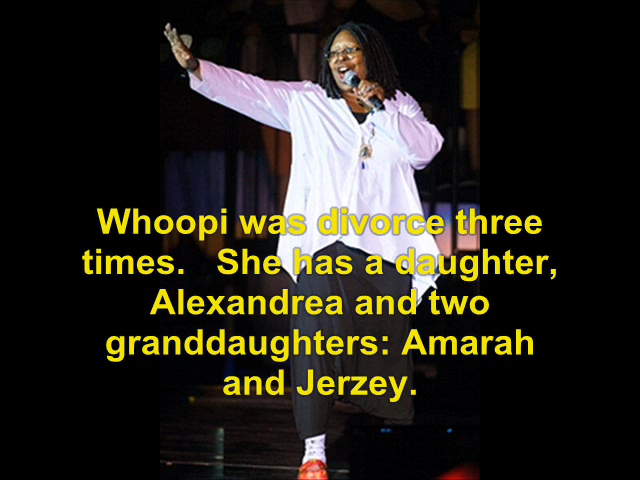 Whoopi was divorce three
times.   She has a daughter,
Alexandrea and two
granddaughters: Amarah
and Jerzey.